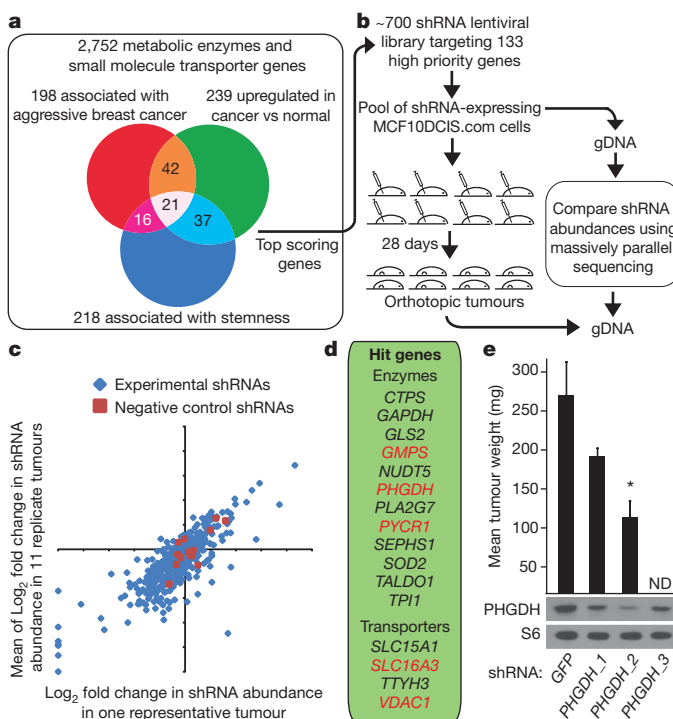 a
2,752 metabolic enzymes and
small molecule transporter genes
198 associated with
aggressive breast cancer
239 upregulated in
cancer vs normal
42
21
16
37
Top scoring
genes
218 associated with stemness
b
~700 shRNA lentiviral
library targeting 133
high priority genes
Pool of shRNA-expressing
MCF10DCIS.com cells
gDNA
28 days
Compare shRNA
abundances using
massively parallel
sequencing
Orthotopic tumours
gDNA
c
Experimental shRNAs
Negative control shRNAs
Mean of Log2 fold change in shRNA
abundance in 11 replicate tumours
Log2 fold change in shRNA abundance
in one representative tumour
d
Hit genes
Enzymes
CTPS
GAPDH
GLS2
GMPS
NUDT5
PHGDH
PLA2G7
PYCR1
SEPHS1
SOD2
TALDO1
TPI1
Transporters
SLC15A1
SLC16A3
TTYH3
VDAC1
e
Mean tumour weight (mg)
300
250
200
150
100
50
*
ND
PHGDH
S6
shRNA:
GFP
PHGDH_1
PHGDH_2
PHGDH_3